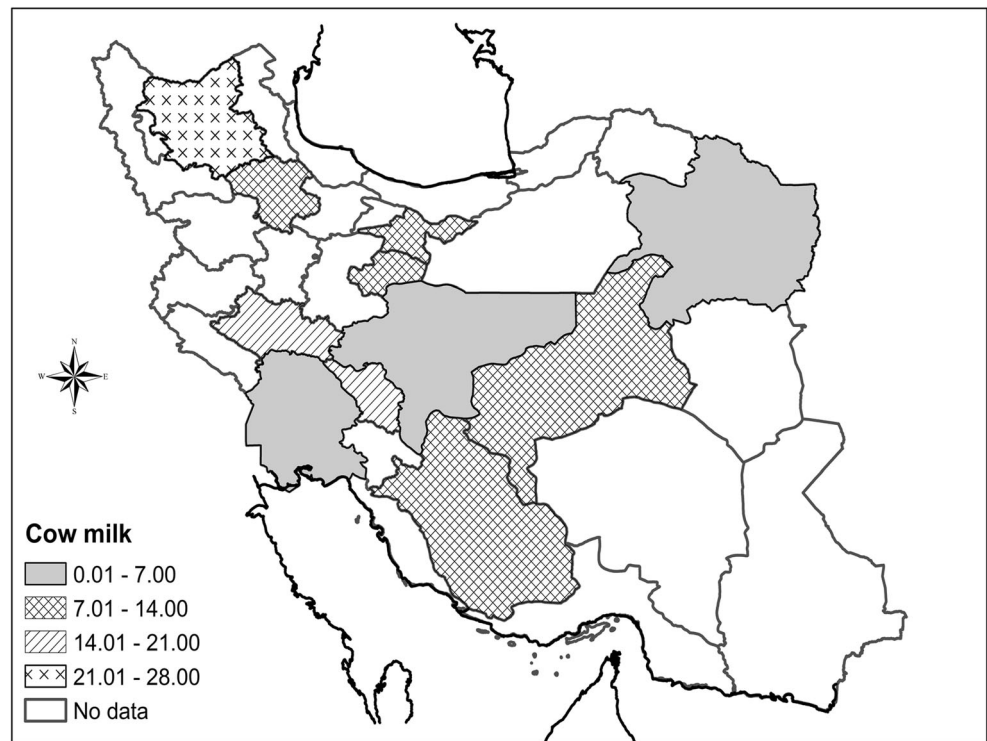 N
W E
S
Cow milk
0.01 - 7.00
7.01 - 14.00
14.01 - 21.00
21.01 - 28.00
No data